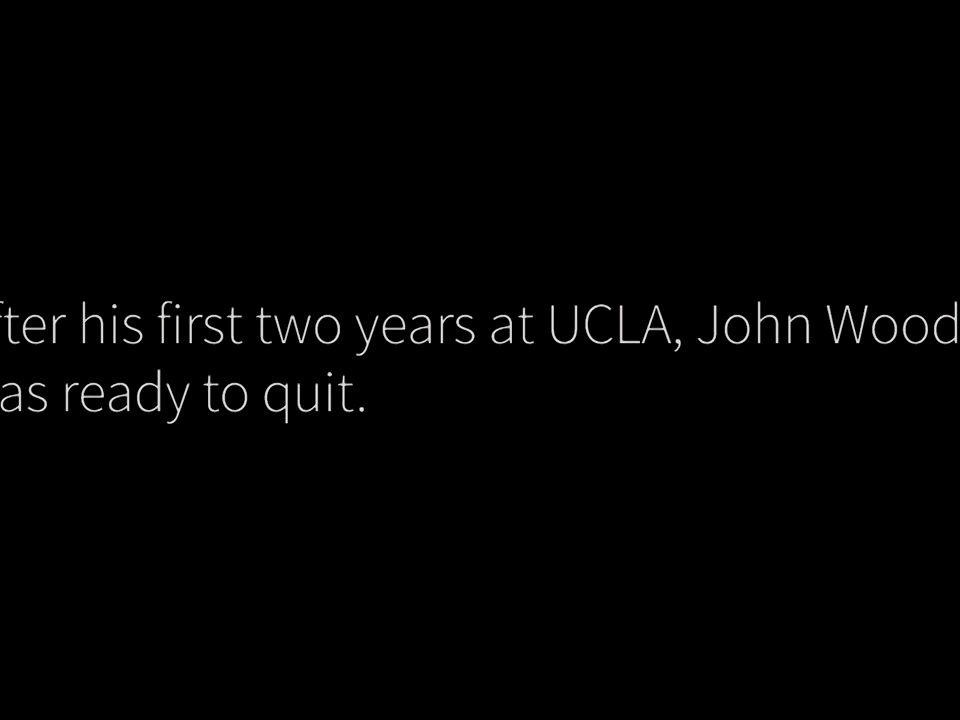 fter his first two years at UCLA, John Wood
as ready to quit.